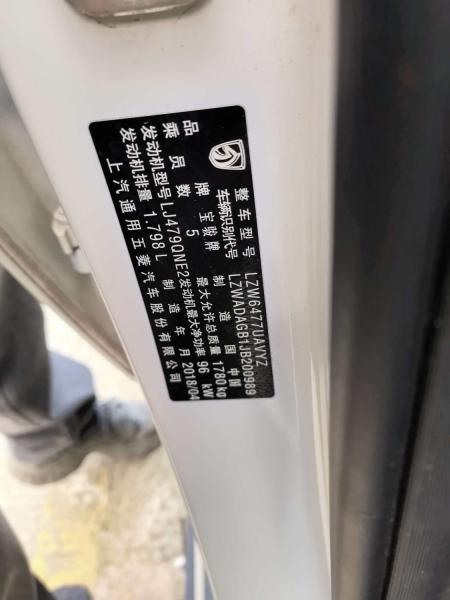 整车型号 LZW6477UAVYZ
车辆识别代号 LZWADAGB1JB200989
品牌 宝骏牌 制造国 中国
乘员数 5 最大允许总质量 1780kg
发动机型号 LJ479QNE2 发动机最大净功率 96 kW
发动机排量 1.798L 制造年月 2018/04
上汽通用五菱汽车股份有限公司